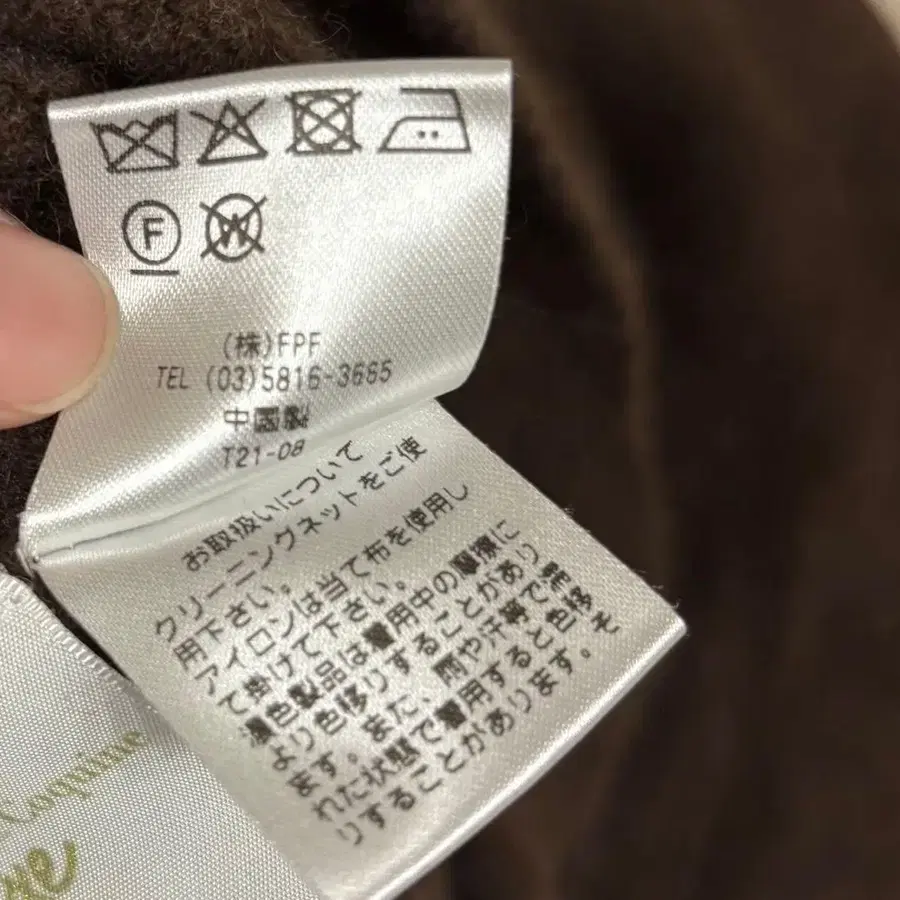 F
W
(株)FPF
TEL (03)5816-3665
中国製
T21-08
お取扱いについて
クリーニングネットをご使
用下さい。
アイロンは当て布を使用し
て掛けて下さい。
濃色製品は着用中の摩擦に
より色移りすることがあり
ます。また、雨や汗等で濡
れた状態で着用すると色移
りすることがあります。そ
Coquine